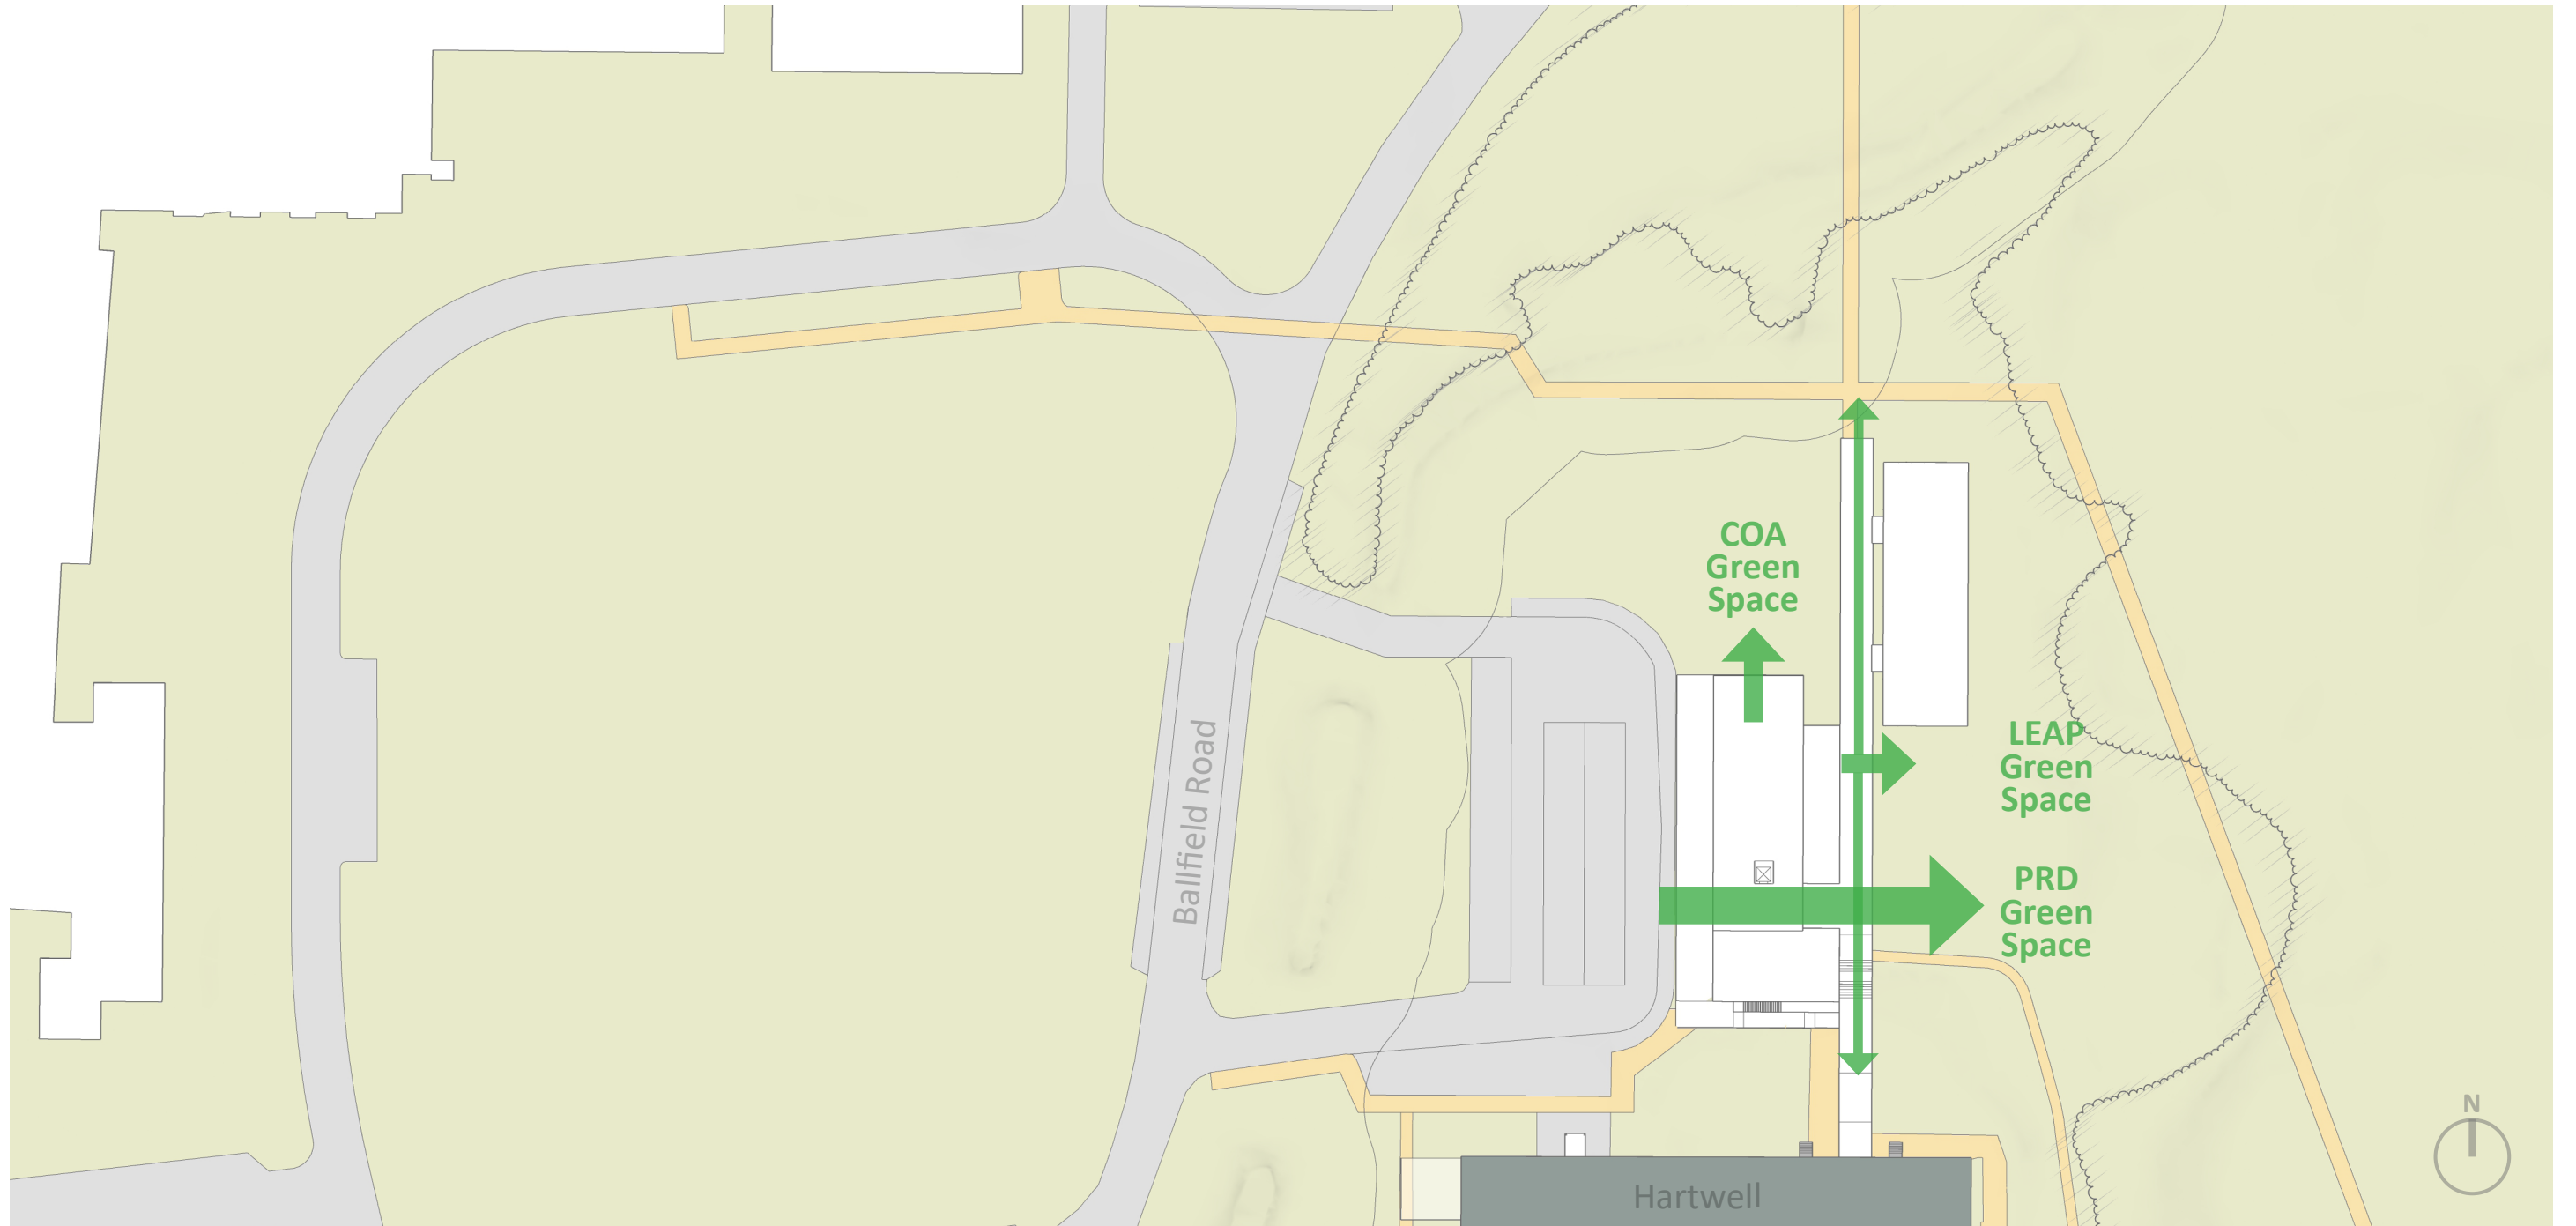 COA
Green
Space
LEAP
Green
Space
PRD
Green
Space
Ballfield Road
Hartwell
N